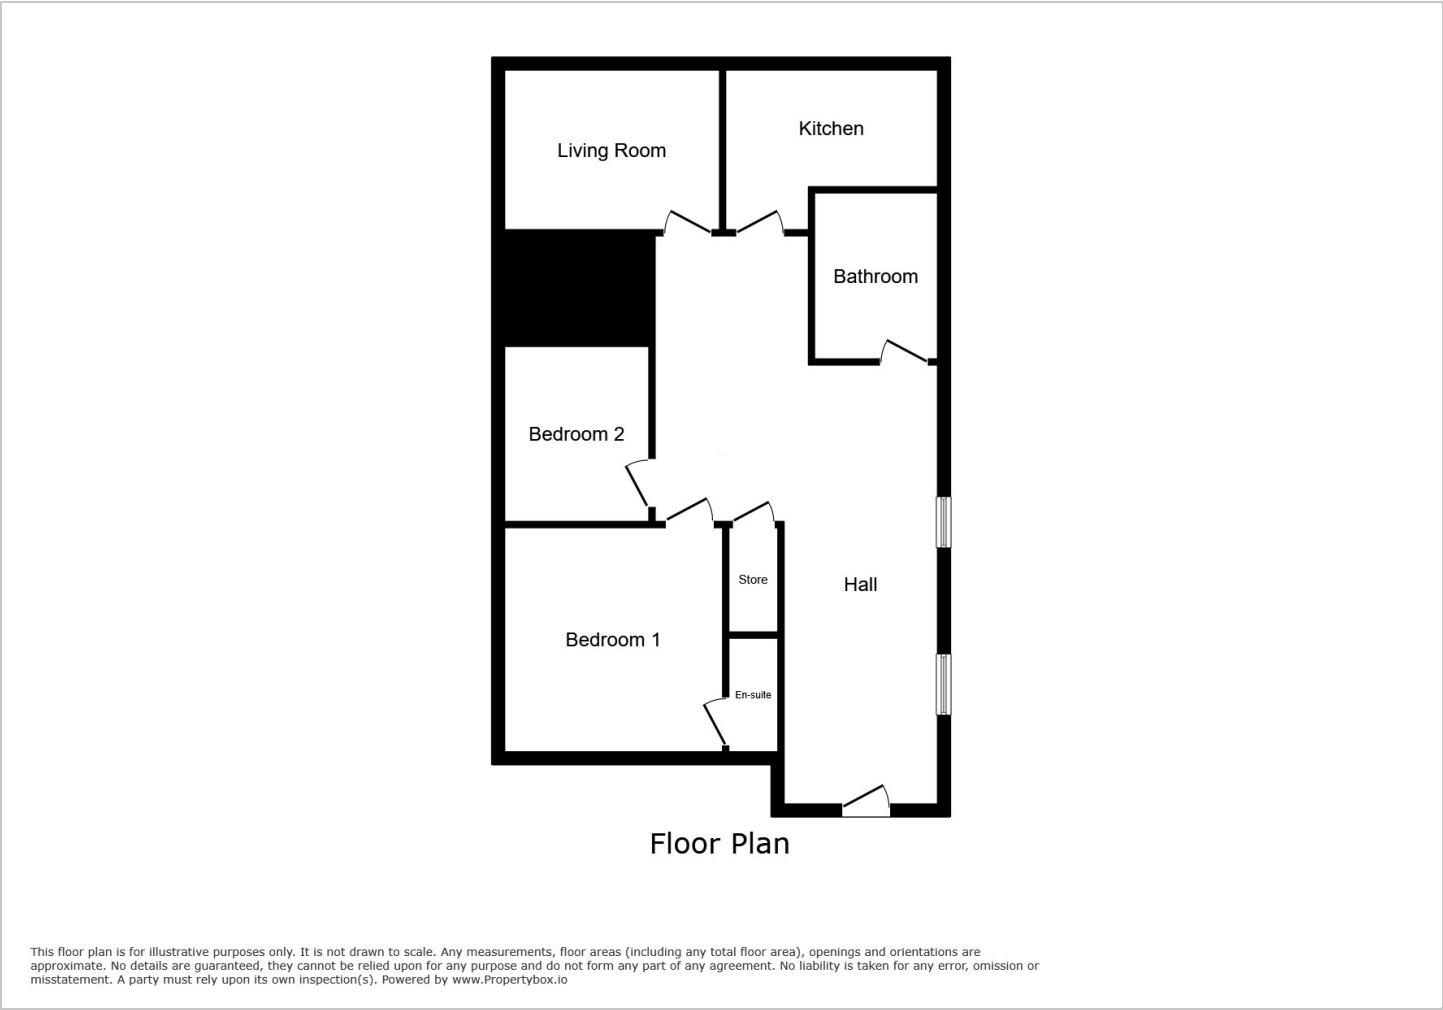 Living Room
Kitchen
Bathroom
Bedroom 2
Store
Hall
Bedroom 1
En-suite
Floor Plan
This floor plan is for illustrative purposes only. It is not drawn to scale. Any measurements, floor areas (including any total floor area), openings and orientations are
approximate. No details are guaranteed, they cannot be relied upon for any purpose and do not form any part of any agreement. No liability is taken for any error, omission or
misstatement. A party must rely upon its own inspection(s). Powered by www.Propertybox.io